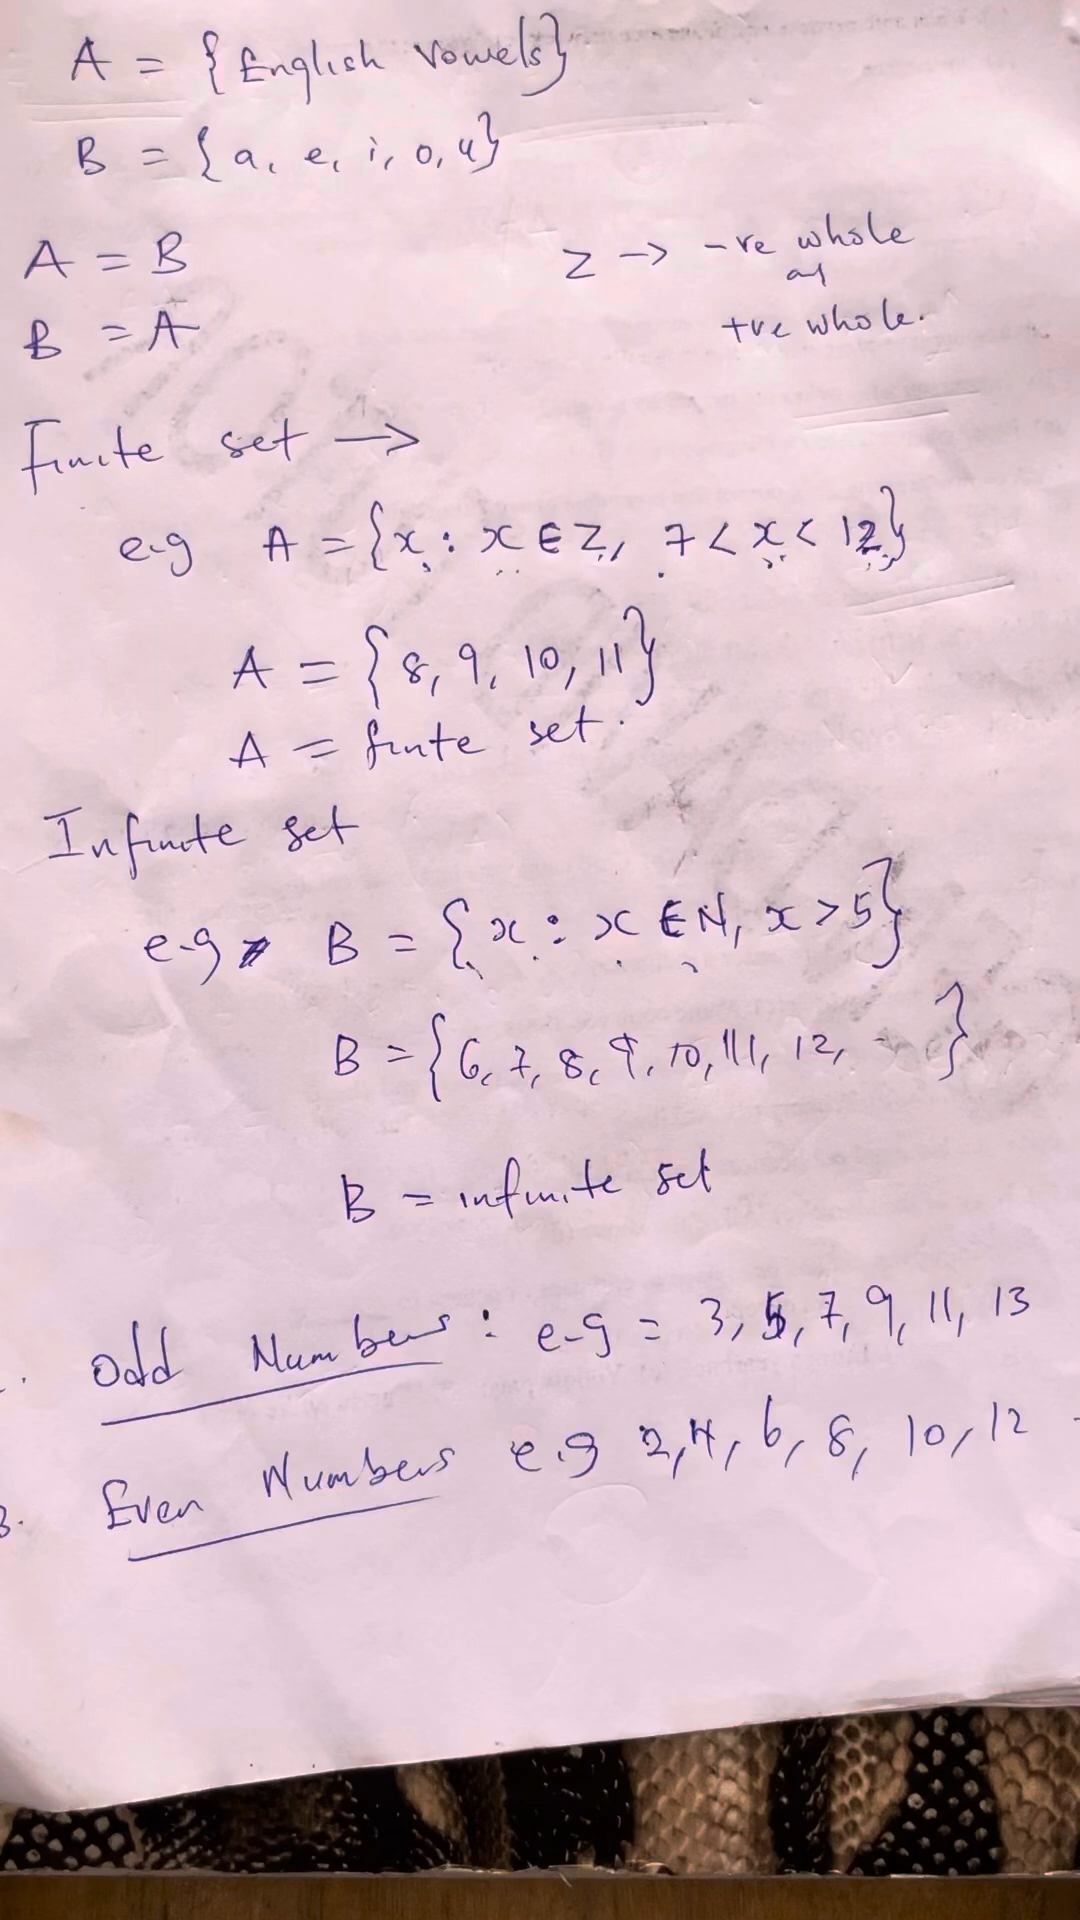 A = {English Vowels}
B = {a, e, i, o, u}
A = B
Z -> -ve whole
and
B = A
+ve whole.
Finite set ->
e.g A = {x : x ∈ Z, 7 < x < 12}
A = {8, 9, 10, 11}
A = finte set.
Infinite set
e-g B = {x : x ∈ N, x > 5}
B = {6, 7, 8, 9, 10, 11, 12, - - }
B = infinite set
Odd Numbers : e-g = 3, 5, 7, 9, 11, 13
3. Even Numbers e.g 2, 4, 6, 8, 10, 12 -